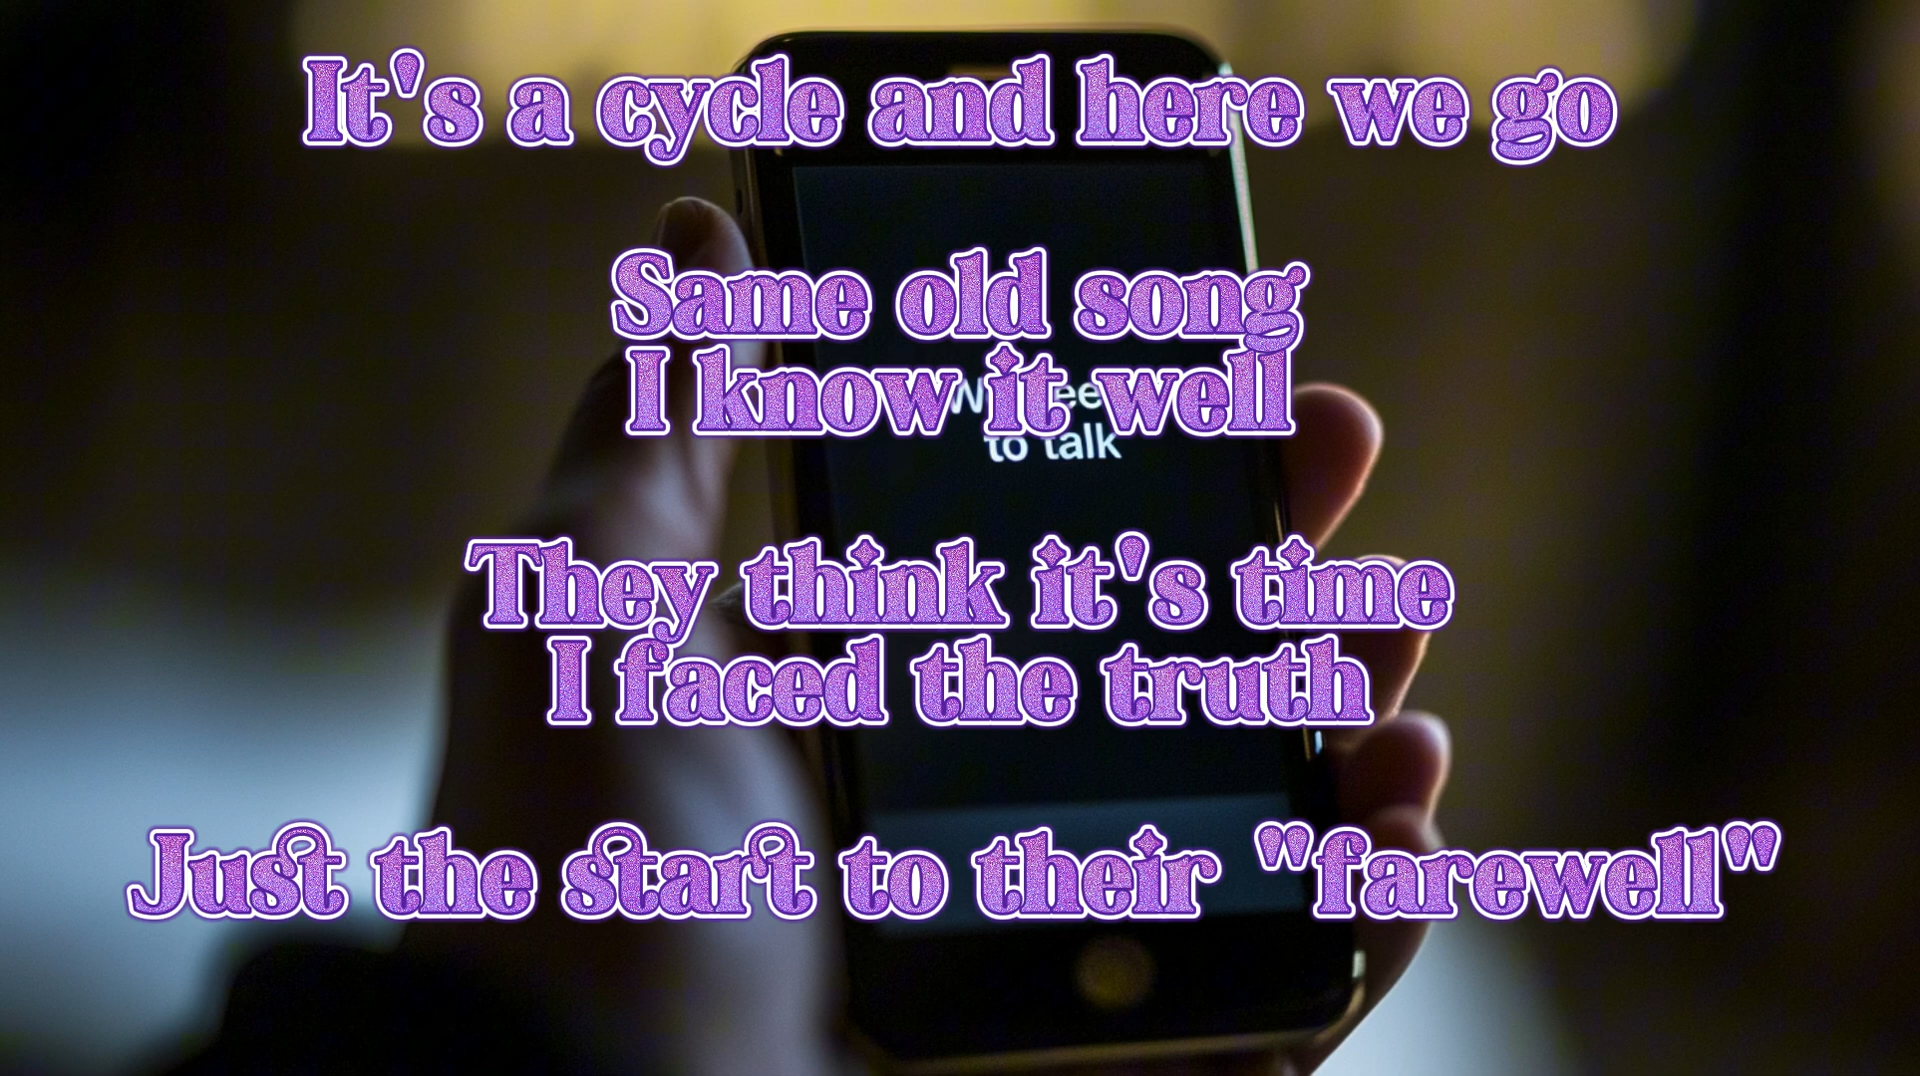 It's a cycle and here we go
Same old song
I know it well
to talk
They think it's time
I faced the truth
Just the start to their "farewell"